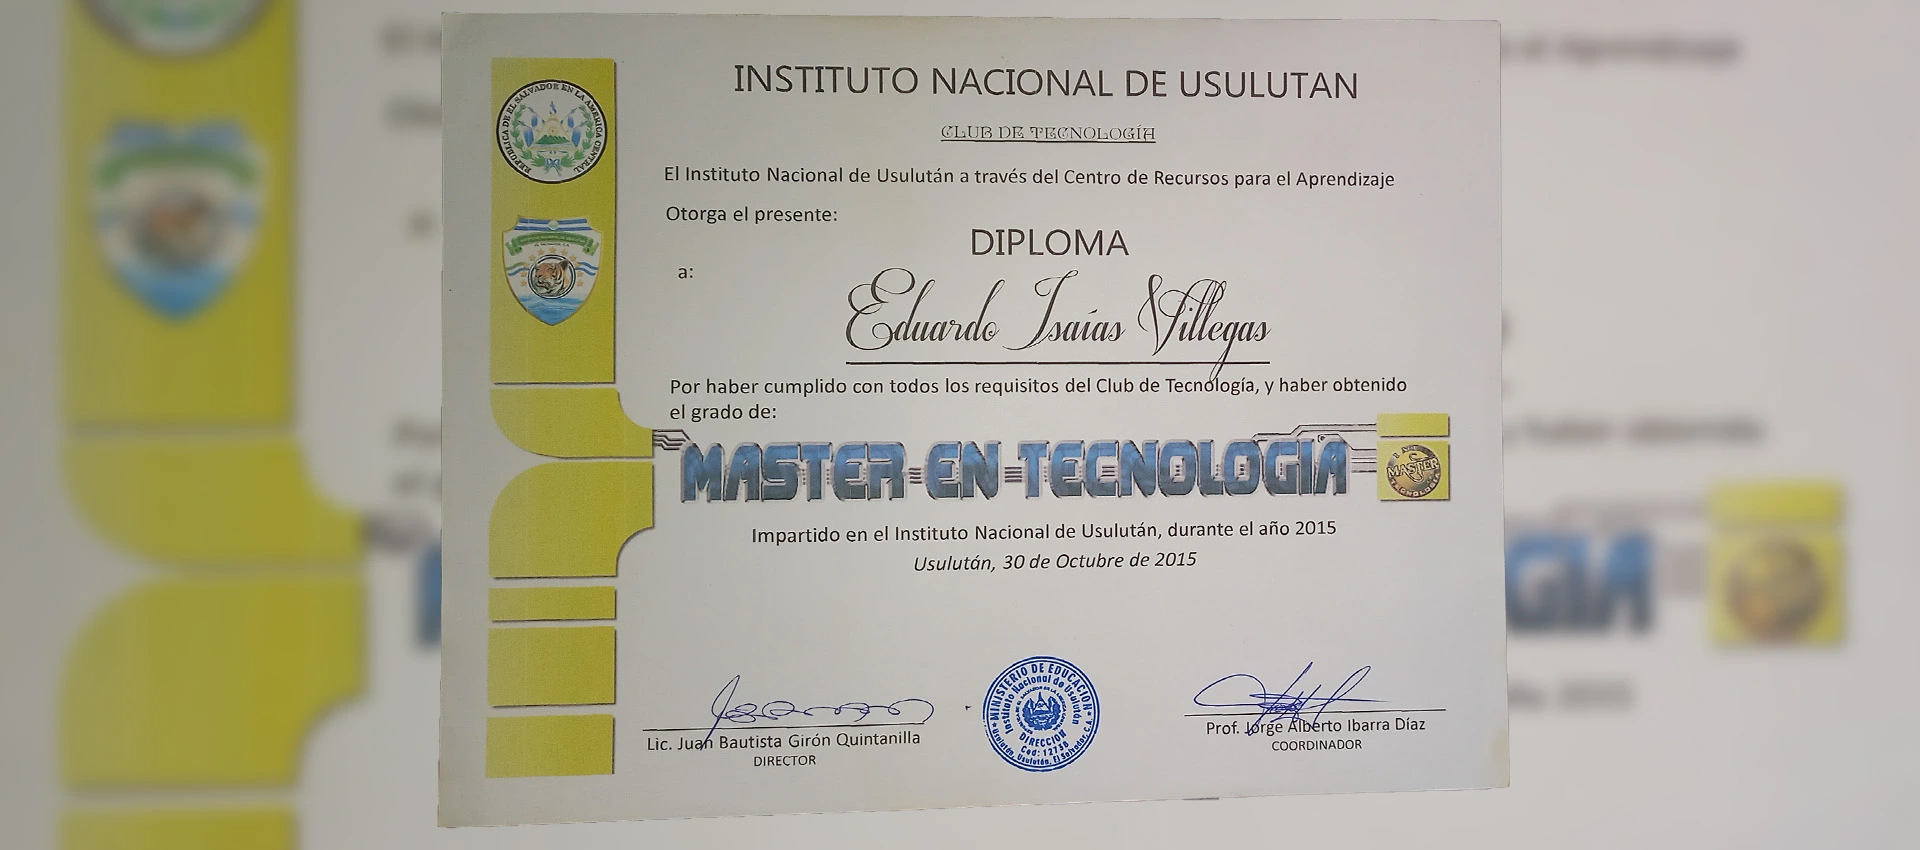 INSTITUTO NACIONAL DE USULUTAN
CLUB DE TECNOLOGÍA
El Instituto Nacional de Usulután a través del Centro de Recursos para el Aprendizaje
Otorga el presente:
DIPLOMA
a:
Eduardo Isaías Villegas
Por haber cumplido con todos los requisitos del Club de Tecnología, y haber obtenido
el grado de:
MASTER EN TECNOLOGIA
Impartido en el Instituto Nacional de Usulután, durante el año 2015
Usulután, 30 de Octubre de 2015
Lic. Juan Bautista Girón Quintanilla
DIRECTOR
Prof. Jorge Alberto Ibarra Díaz
COORDINADOR
REPUBLICA DE EL SALVADOR EN LA AMERICA CENTRAL
MASTER
TECNOLOGIA
MINISTERIO DE EDUCACION
Instituto Nacional de Usulután
DIRECCION
Cod: 12758
Usulután, El Salvador, C.A.